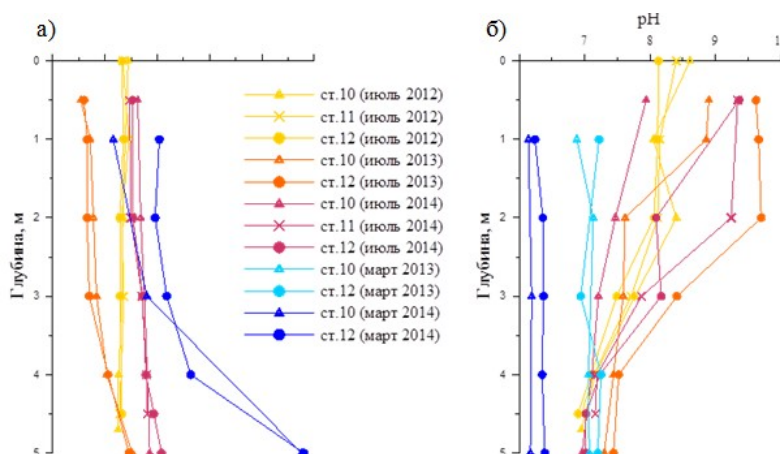 а)
б)
pH
7
8
9
10
0
1
2
3
4
5
Глубина, м
ст.10 (июль 2012)
ст.11 (июль 2012)
ст.12 (июль 2012)
ст.10 (июль 2013)
ст.12 (июль 2013)
ст.10 (июль 2014)
ст.11 (июль 2014)
ст.12 (июль 2014)
ст.10 (март 2013)
ст.12 (март 2013)
ст.10 (март 2014)
ст.12 (март 2014)
0
1
2
3
4
5
Глубина, м